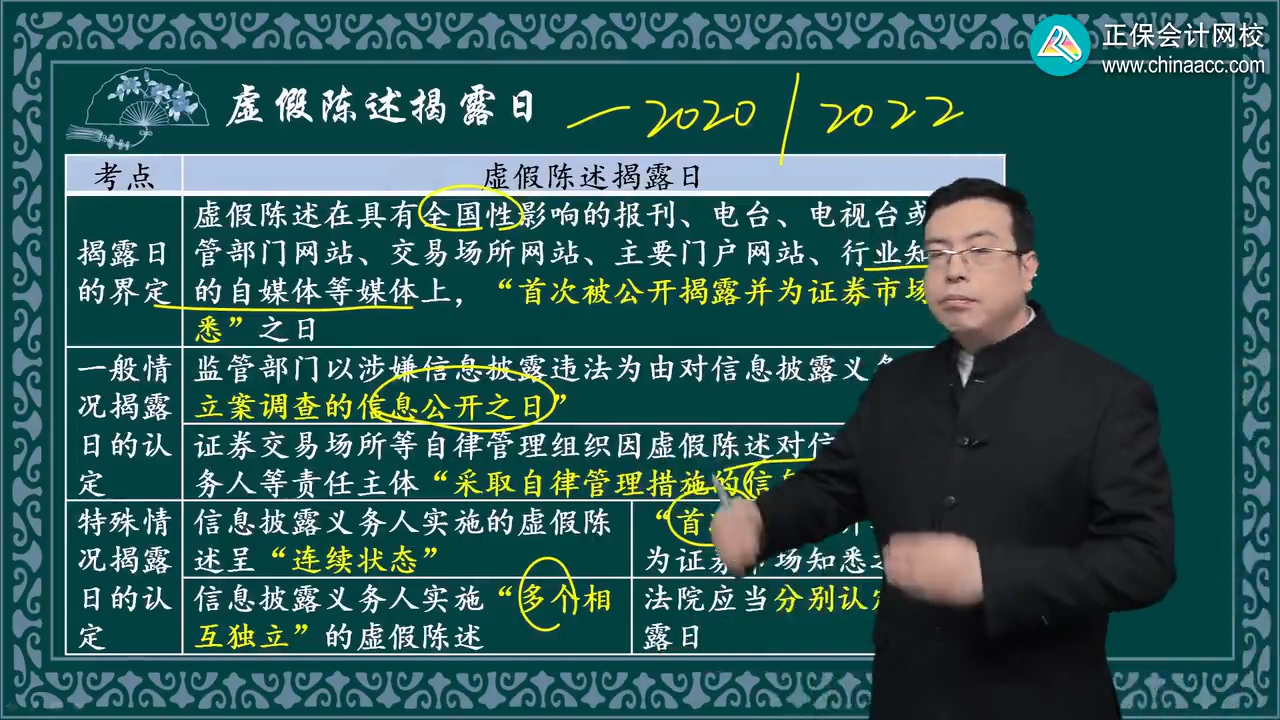 正保会计网校
www.chinaacc.com
虚假陈述揭露日
—2020 | 2022
考点
虚假陈述揭露日
揭露日
的界定
虚假陈述在具有全国性影响的报刊、电台、电视台或
管部门网站、交易场所网站、主要门户网站、行业知
的自媒体等媒体上，“首次被公开揭露并为证券市场
悉”之日
一般情
况揭露
日的认
定
监管部门以涉嫌信息披露违法为由对信息披露义务
立案调查的信息公开之日”
证券交易场所等自律管理组织因虚假陈述对信
务人等责任主体“采取自律管理措施的信息
特殊情
况揭露
日的认
定
信息披露义务人实施的虚假陈
述呈“连续状态”
“首
为证券市场知悉之
信息披露义务人实施“多个相
互独立”的虚假陈述
法院应当分别认定
露日